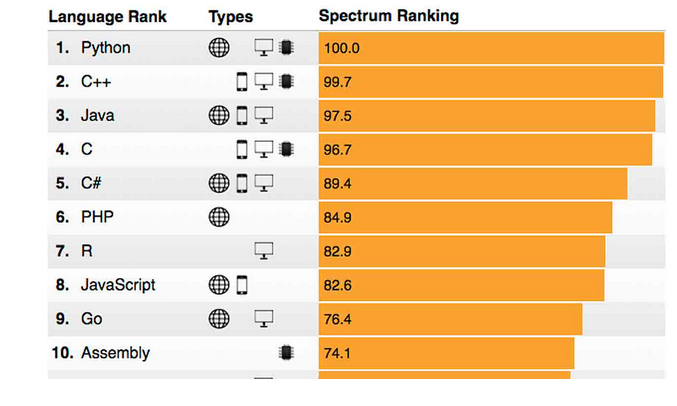 Language Rank Types Spectrum Ranking
1. Python 100.0
2. C++ 99.7
3. Java 97.5
4. C 96.7
5. C# 89.4
6. PHP 84.9
7. R 82.9
8. JavaScript 82.6
9. Go 76.4
10. Assembly 74.1